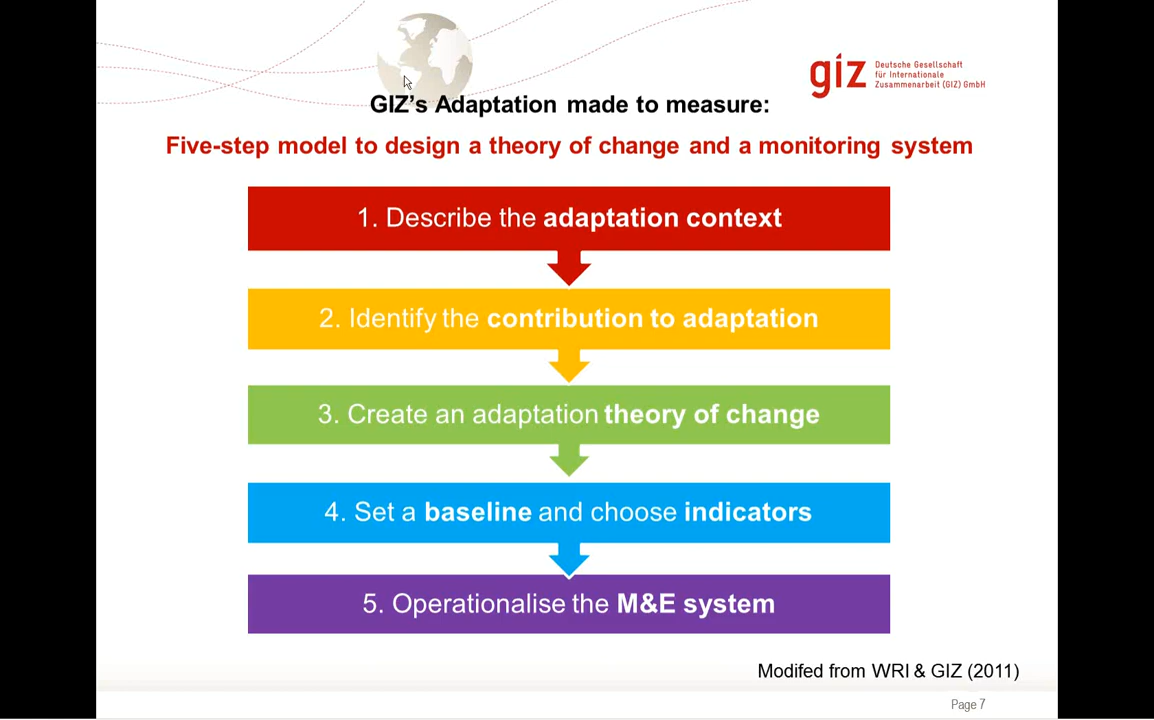 giz Deutsche Gesellschaft
für Internationale
Zusammenarbeit (GIZ) GmbH
GIZ's Adaptation made to measure:
Five-step model to design a theory of change and a monitoring system
1. Describe the adaptation context
2. Identify the contribution to adaptation
3. Create an adaptation theory of change
4. Set a baseline and choose indicators
5. Operationalise the M&E system
Modifed from WRI & GIZ (2011)
Page 7